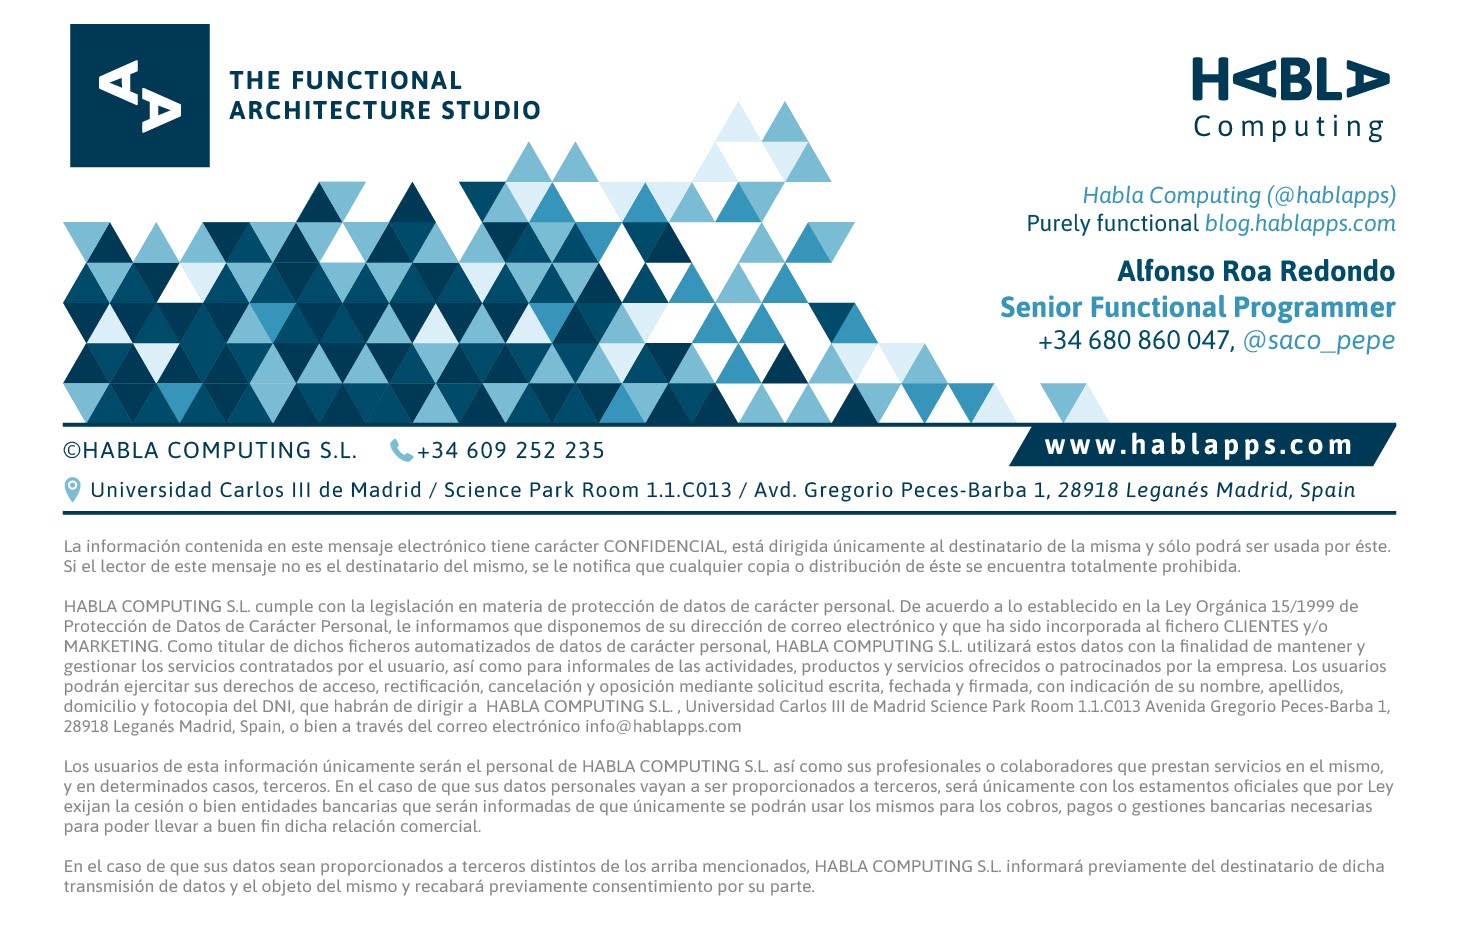 THE FUNCTIONAL
ARCHITECTURE STUDIO
HABLA
Computing
Habla Computing (@hablapps)
Purely functional blog.hablapps.com
Alfonso Roa Redondo
Senior Functional Programmer
+34 680 860 047, @saco_pepe
©HABLA COMPUTING S.L. +34 609 252 235
www.hablapps.com
Universidad Carlos III de Madrid / Science Park Room 1.1.C013 / Avd. Gregorio Peces-Barba 1, 28918 Leganés Madrid, Spain
La información contenida en este mensaje electrónico tiene carácter CONFIDENCIAL, está dirigida únicamente al destinatario de la misma y sólo podrá ser usada por éste.
Si el lector de este mensaje no es el destinatario del mismo, se le notifica que cualquier copia o distribución de éste se encuentra totalmente prohibida.
HABLA COMPUTING S.L. cumple con la legislación en materia de protección de datos de carácter personal. De acuerdo a lo establecido en la Ley Orgánica 15/1999 de
Protección de Datos de Carácter Personal, le informamos que disponemos de su dirección de correo electrónico y que ha sido incorporada al fichero CLIENTES y/o
MARKETING. Como titular de dichos ficheros automatizados de datos de carácter personal, HABLA COMPUTING S.L. utilizará estos datos con la finalidad de mantener y
gestionar los servicios contratados por el usuario, así como para informales de las actividades, productos y servicios ofrecidos o patrocinados por la empresa. Los usuarios
podrán ejercitar sus derechos de acceso, rectificación, cancelación y oposición mediante solicitud escrita, fechada y firmada, con indicación de su nombre, apellidos,
domicilio y fotocopia del DNI, que habrán de dirigir a HABLA COMPUTING S.L. , Universidad Carlos III de Madrid Science Park Room 1.1.C013 Avenida Gregorio Peces-Barba 1,
28918 Leganés Madrid, Spain, o bien a través del correo electrónico info@hablapps.com
Los usuarios de esta información únicamente serán el personal de HABLA COMPUTING S.L. así como sus profesionales o colaboradores que prestan servicios en el mismo,
y en determinados casos, terceros. En el caso de que sus datos personales vayan a ser proporcionados a terceros, será únicamente con los estamentos oficiales que por Ley
exijan la cesión o bien entidades bancarias que serán informadas de que únicamente se podrán usar los mismos para los cobros, pagos o gestiones bancarias necesarias
para poder llevar a buen fin dicha relación comercial.
En el caso de que sus datos sean proporcionados a terceros distintos de los arriba mencionados, HABLA COMPUTING S.L. informará previamente del destinatario de dicha
transmisión de datos y el objeto del mismo y recabará previamente consentimiento por su parte.